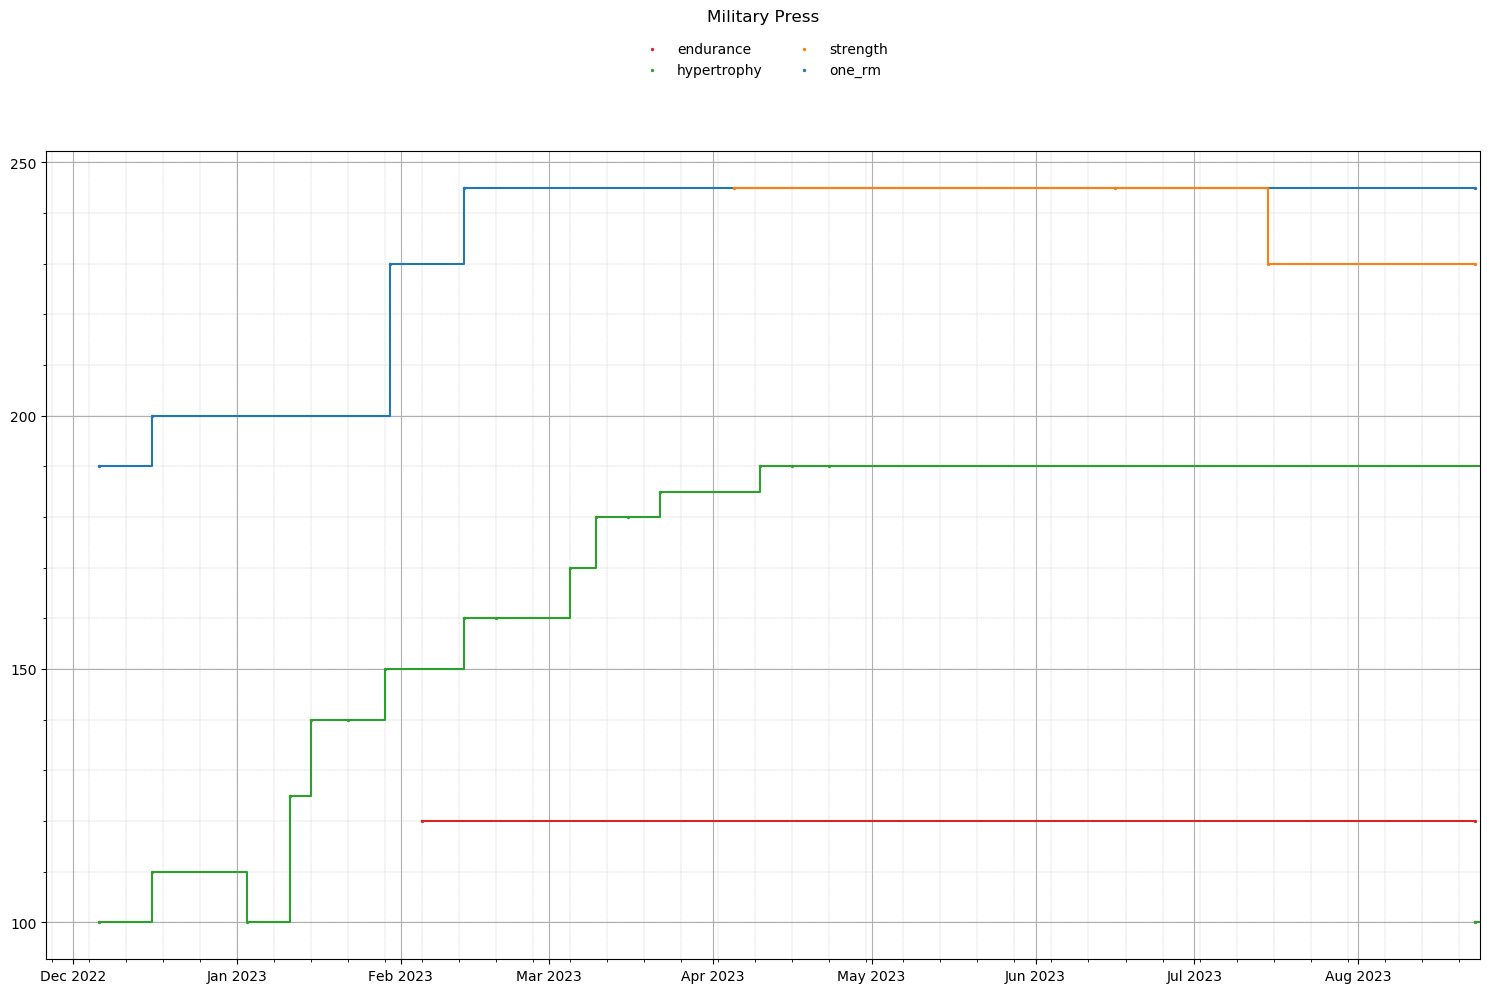 Military Press
endurance strength
hypertrophy one_rm
250
200
150
100
Dec 2022 Jan 2023 Feb 2023 Mar 2023 Apr 2023 May 2023 Jun 2023 Jul 2023 Aug 2023